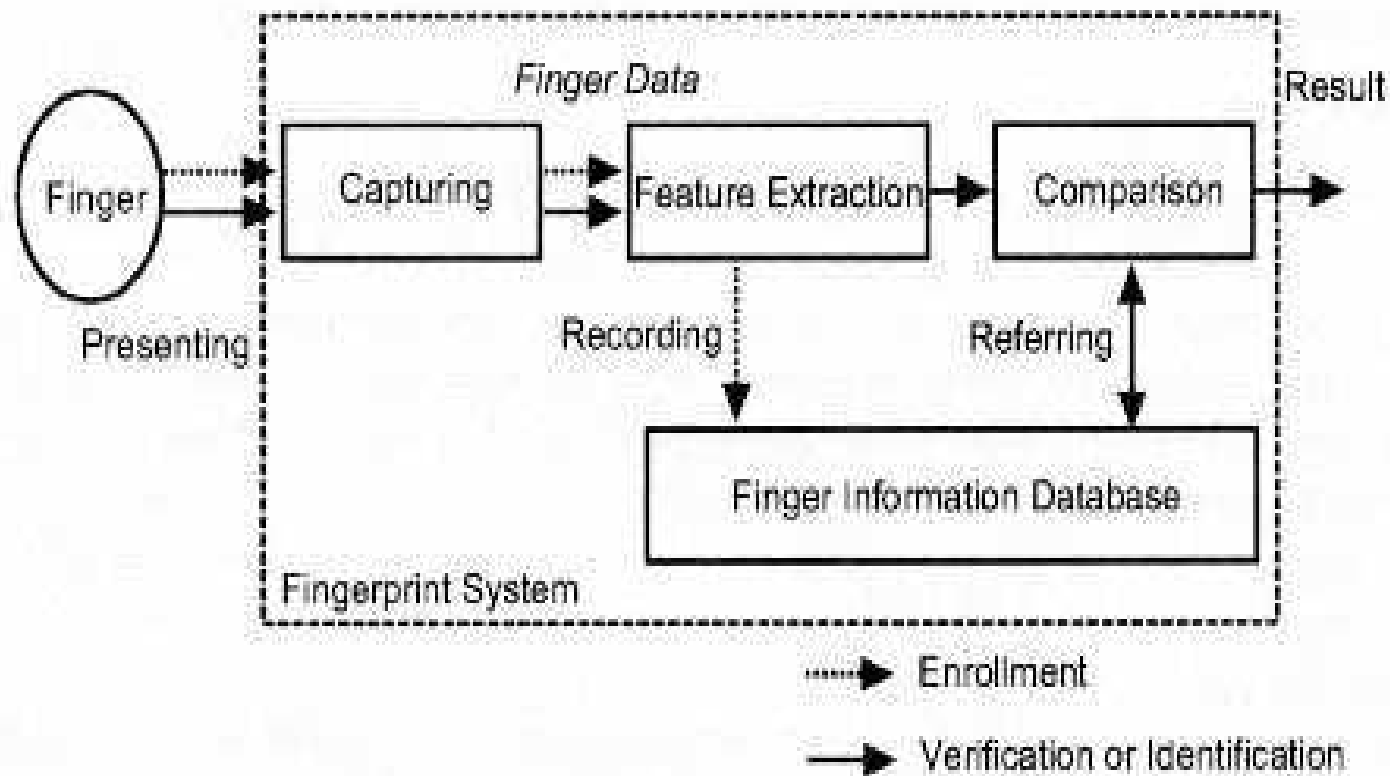 Finger Data
Result
Finger
Capturing
Feature Extraction
Comparison
Presenting
Recording
Referring
Finger Information Database
Fingerprint System
Enrollment
Verification or Identification